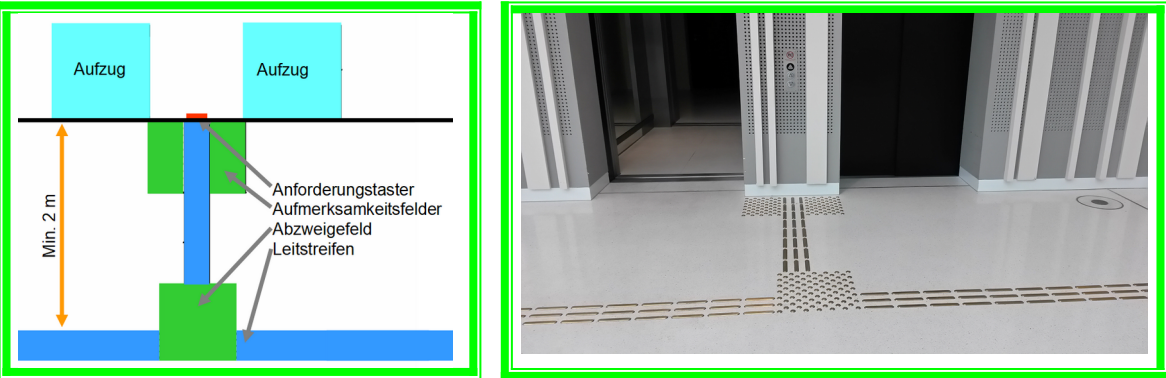 Aufzug
Aufzug
Min. 2 m
Anforderungstaster
Aufmerksamkeitsfelder
Abzweigefeld
Leitstreifen